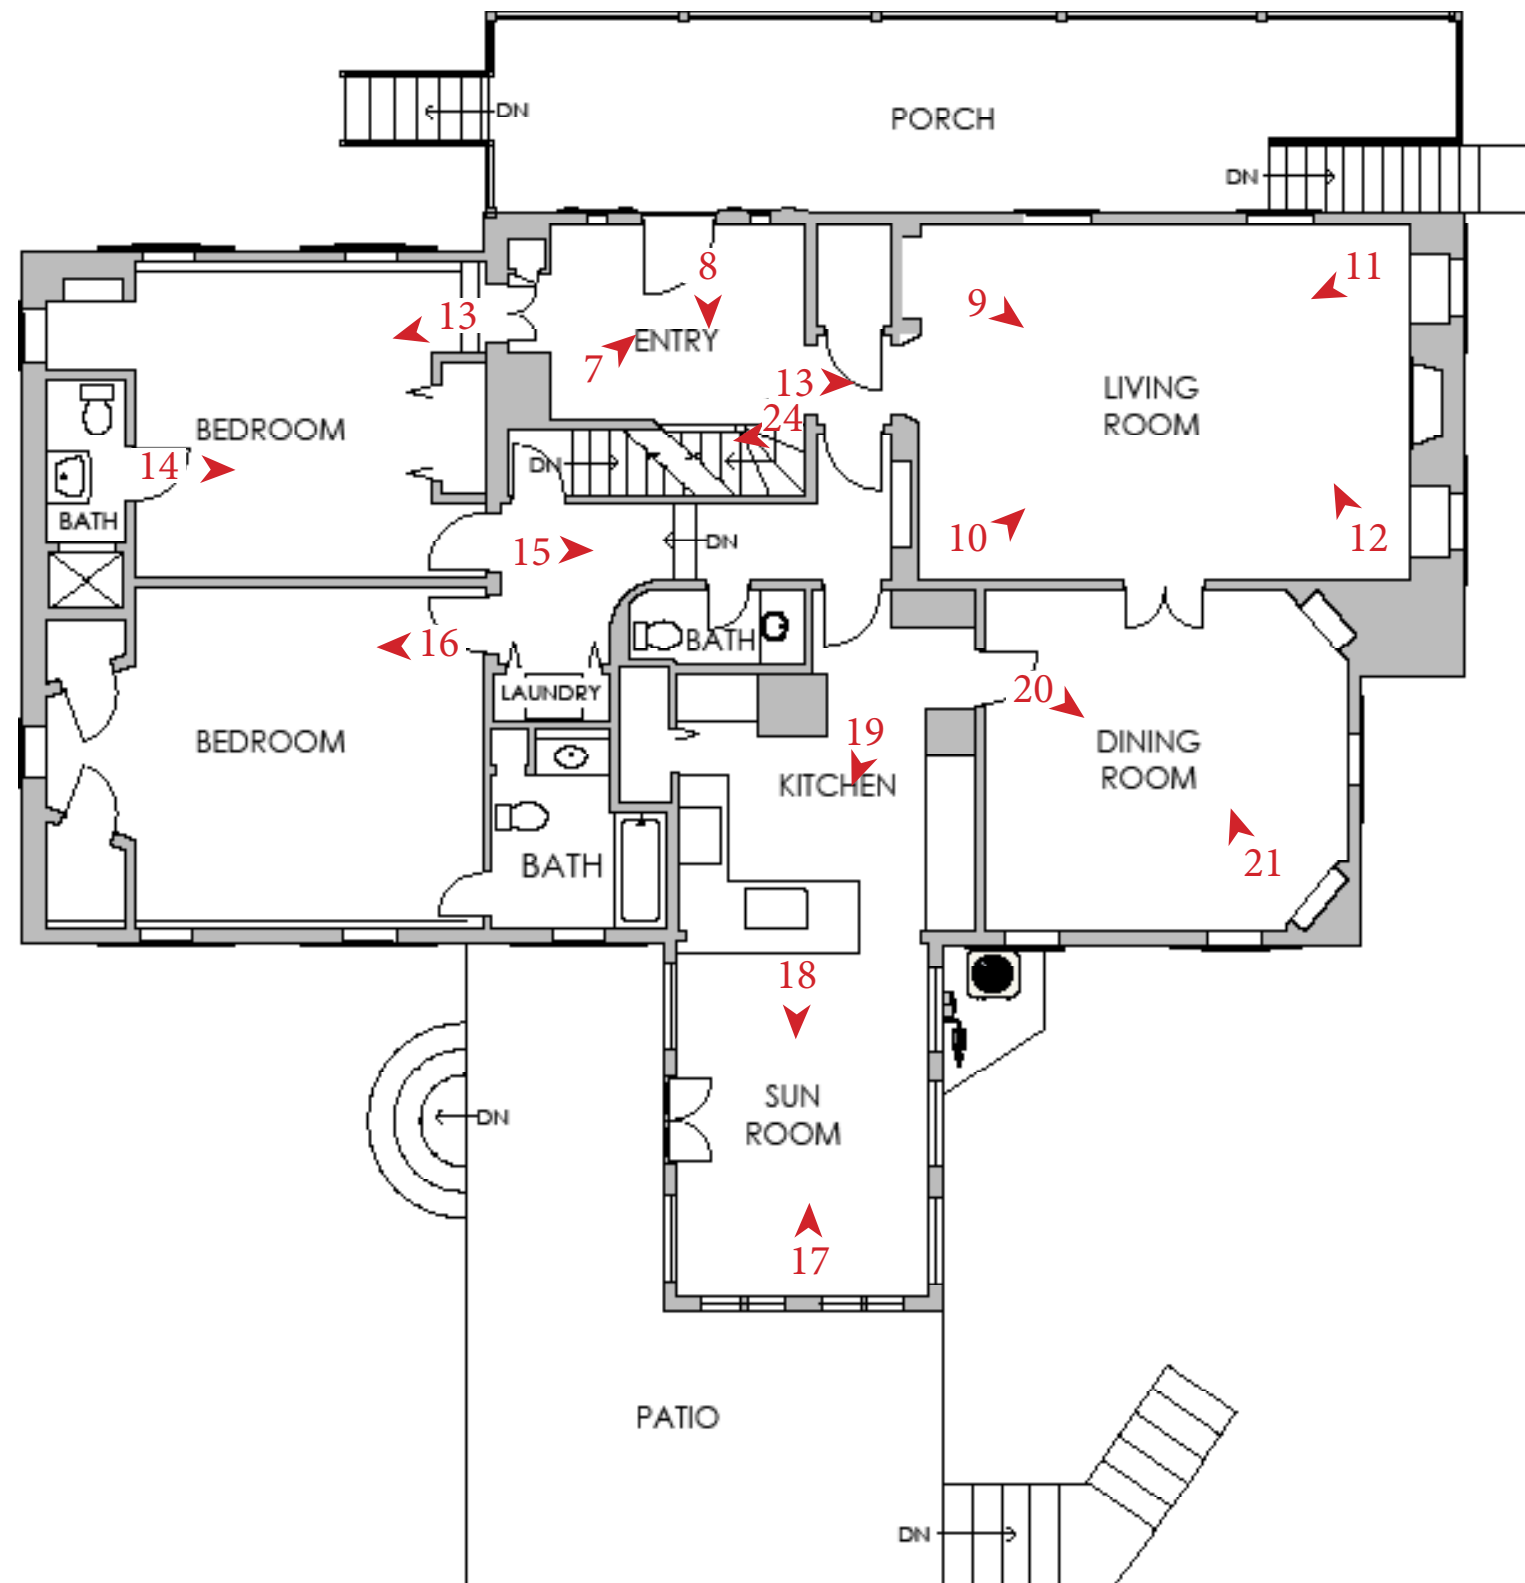 PORCH
DN
DN
8
11
9
13
7
ENTRY
13
24
LIVING
ROOM
BEDROOM
14
DN
BATH
15
DN
10
12
16
BATH
LAUNDRY
20
19
BEDROOM
DINING
ROOM
KITCHEN
BATH
21
18
DN
SUN
ROOM
17
PATIO
DN